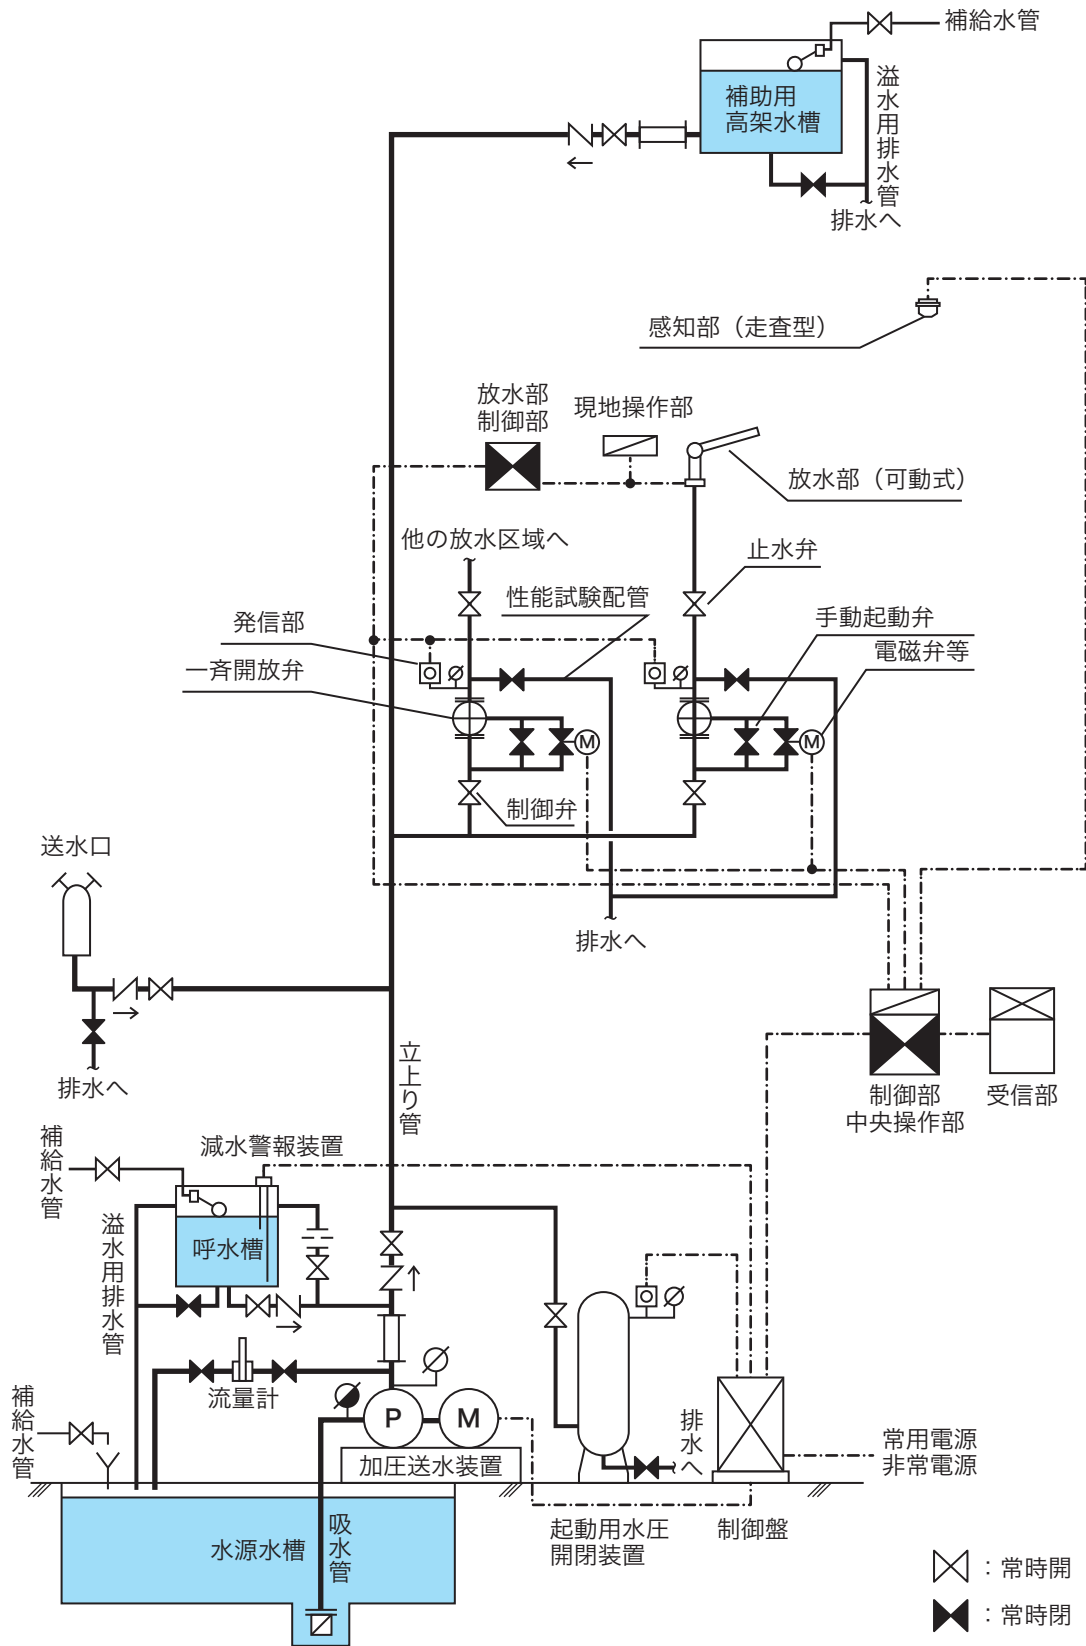 補給水管
補助用
高架水槽
溢水用排水管
排水へ
感知部（走査型）
放水部
制御部
現地操作部
放水部（可動式）
他の放水区域へ
止水弁
性能試験配管
発信部
手動起動弁
一斉開放弁
電磁弁等
M
M
制御弁
送水口
排水へ
排水へ
立上り管
制御部
中央操作部
受信部
補給水管
減水警報装置
溢水用排水管
呼水槽
流量計
補給水管
P
M
加圧送水装置
排水へ
常用電源
非常電源
水源水槽
吸水管
起動用水圧
開閉装置
制御盤
：常時開
：常時閉